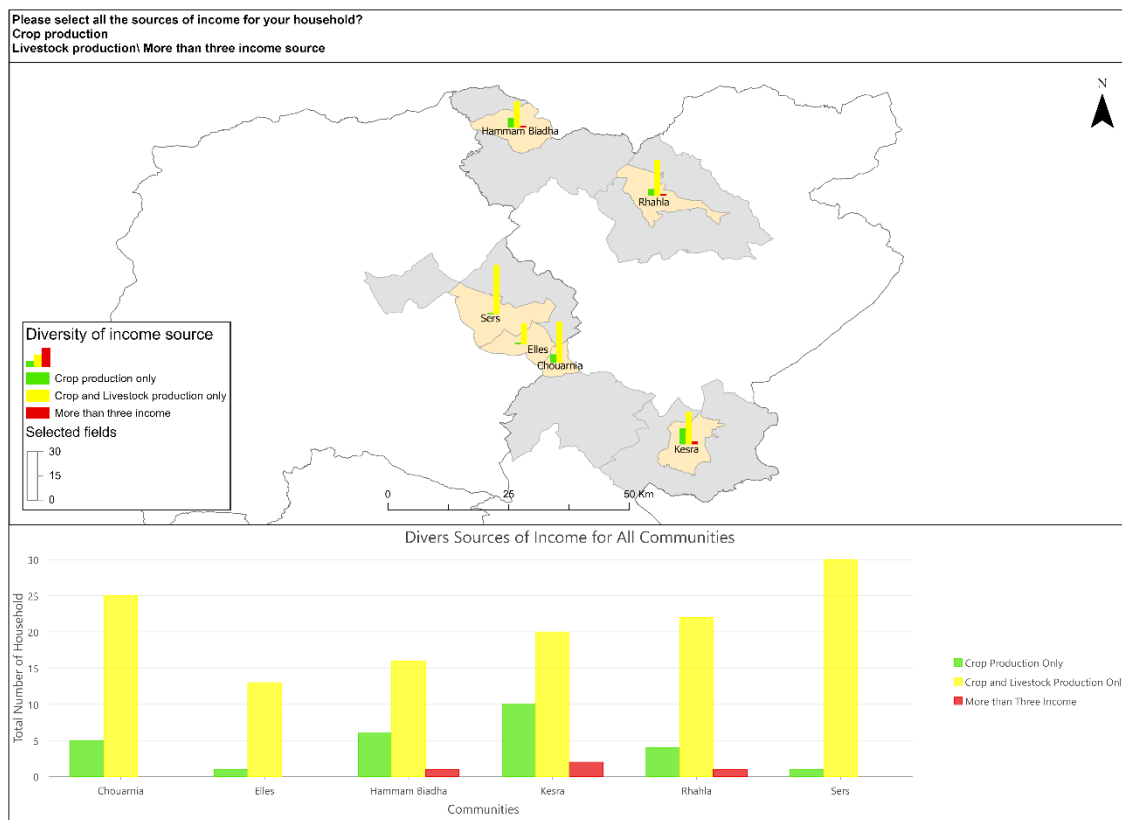 Please select all the sources of income for your household?
Crop production
Livestock production\ More than three income source
N
Hammam Biadha
Rhahla
Sers
Elles
Chouarnia
Kesra
Diversity of income source
Crop production only
Crop and Livestock production only
More than three income
Selected fields
30
15
0
0 25 50 Km
Divers Sources of Income for All Communities
Total Number of Household
30
25
20
15
10
5
0
Chouarnia Elles Hammam Biadha Kesra Rhahla Sers
Communities
Crop Production Only
Crop and Livestock Production Onl
More than Three Income